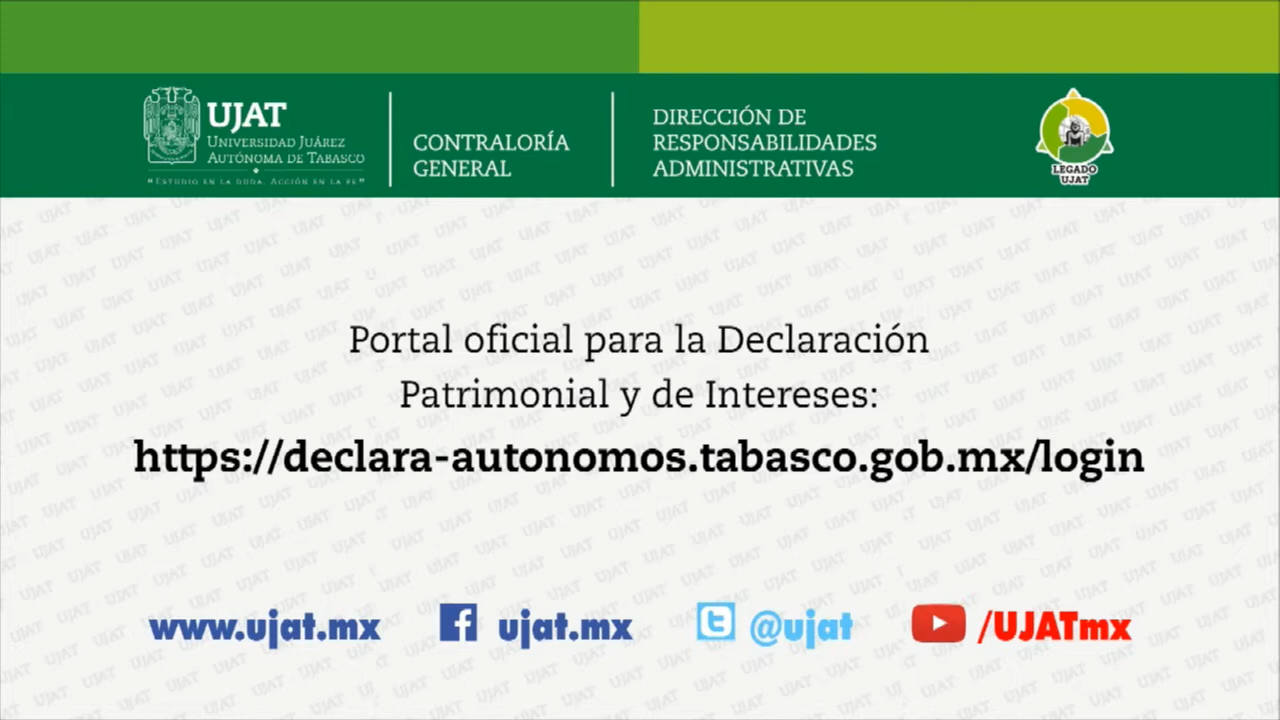 UJAT
UNIVERSIDAD JUÁREZ
AUTÓNOMA DE TABASCO
"ESTUDIO EN LA DUDA. ACCIÓN EN LA FE"
CONTRALORÍA
GENERAL
DIRECCIÓN DE
RESPONSABILIDADES
ADMINISTRATIVAS
LEGADO
UJAT
Portal oficial para la Declaración
Patrimonial y de Intereses:
https://declara-autonomos.tabasco.gob.mx/login
www.ujat.mx
ujat.mx
@ujat
/UJATmx